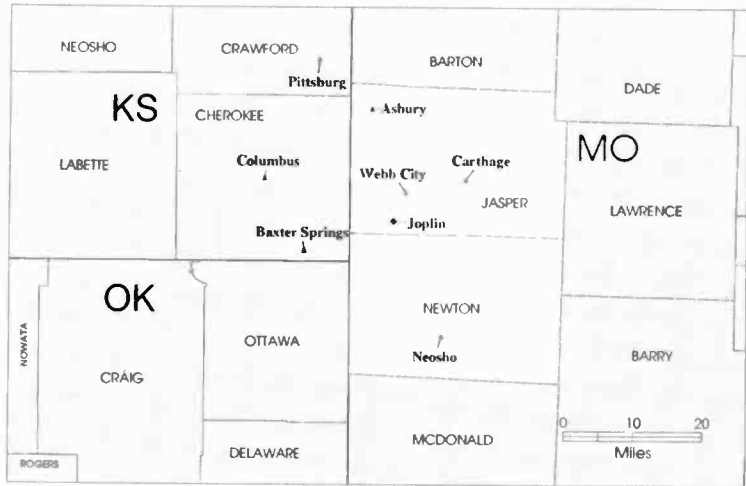 NEOSHO
CRAWFORD
BARTON
DADE
Pittsburg
KS
CHEROKEE
Asbury
MO
LABETTE
Columbus
Webb City
Carthage
JASPER
LAWRENCE
Baxter Springs
Joplin
OK
NOWATA
CRAIG
OTTAWA
NEWTON
Neosho
BARRY
0 10 20
Miles
ROGERS
DELAWARE
MCDONALD